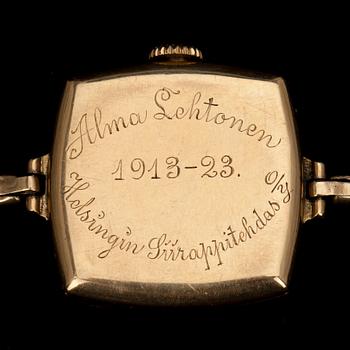 Alma Lehtonen
1913-23.
Helsingin Siirappitehdas O/y